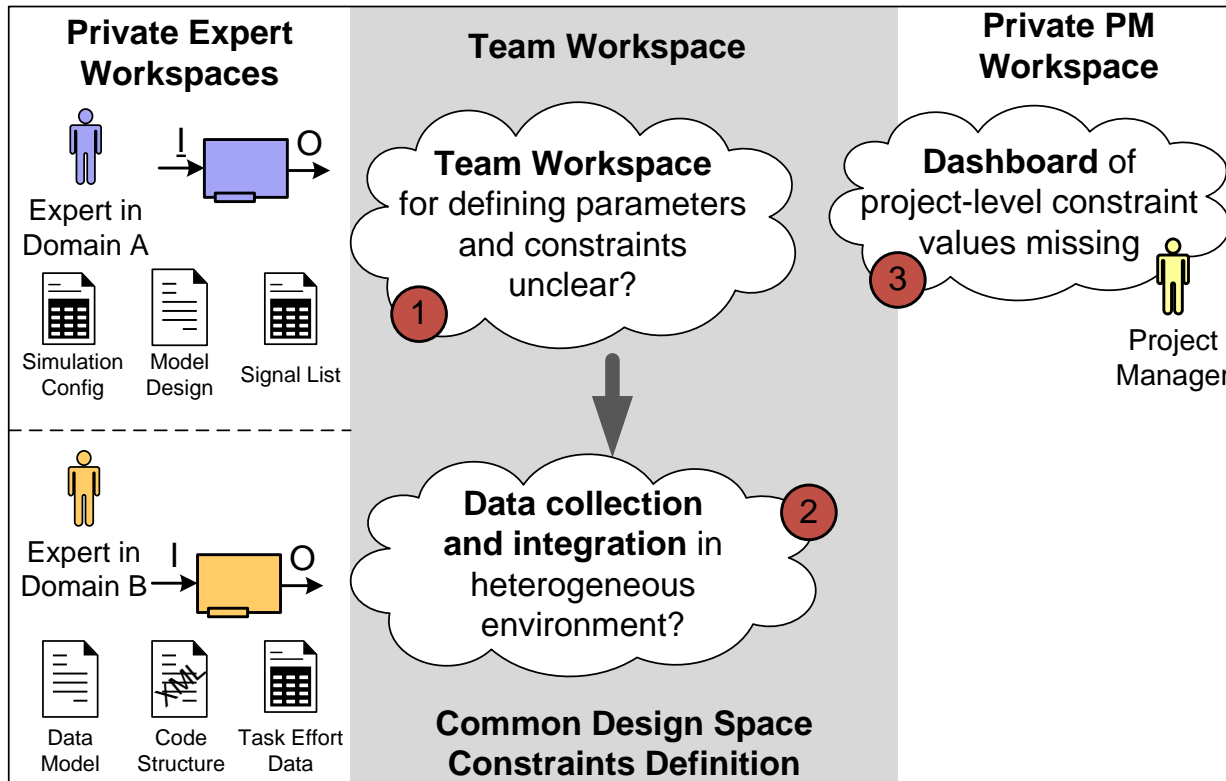 Private Expert
Workspaces
I
O
Expert in
Domain A
Simulation
Config
Model
Design
Signal List
Expert in
Domain B
I
O
XML
Data
Model
Code
Structure
Task Effort
Data
Team Workspace
Team Workspace
for defining parameters
and constraints
unclear?
1
Data collection
and integration in
heterogeneous
environment?
2
Common Design Space
Constraints Definition
Private PM
Workspace
Dashboard of
project-level constraint
values missing
3
Project
Manager